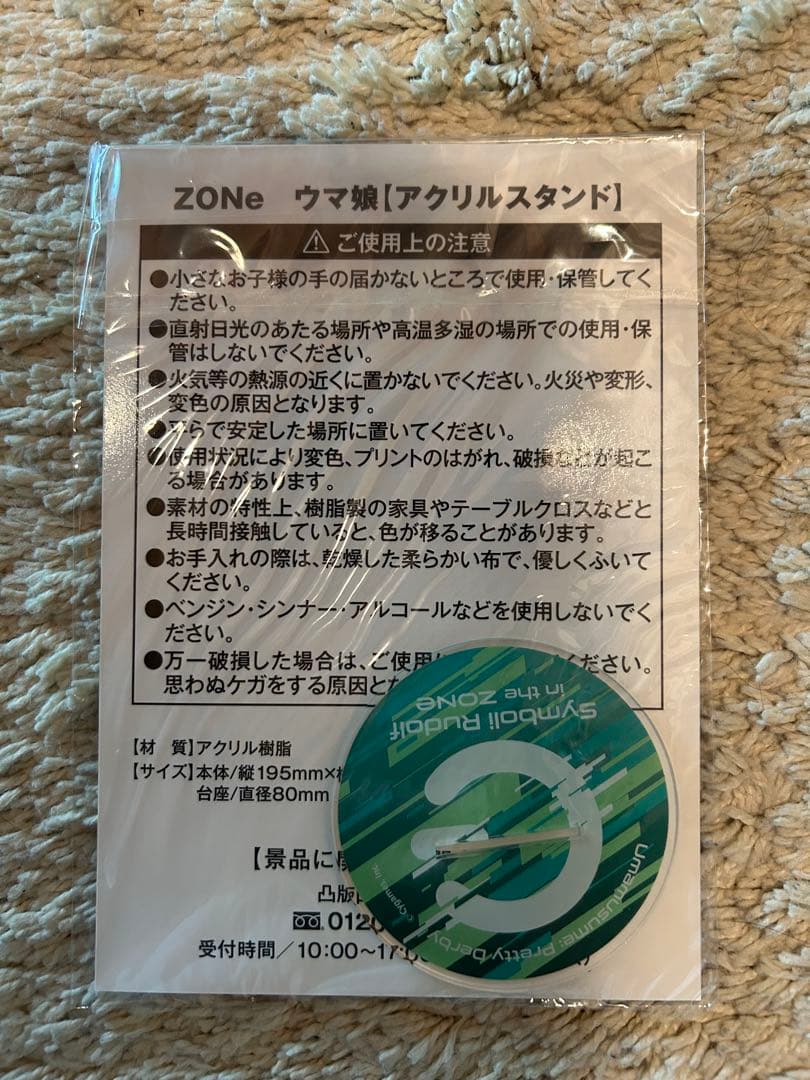 ZONe ウマ娘【アクリルスタンド】
⚠ ご使用上の注意
●小さなお子様の手の届かないところで使用・保管してく
ださい。
●直射日光のあたる場所や高温多湿の場所での使用・保
管はしないでください。
●火気等の熱源の近くに置かないでください。火災や変形、
変色の原因となります。
●平らで安定した場所に置いてください。
●使用状況により変色、プリントのはがれ、破損などが起こ
る場合があります。
●素材の特性上、樹脂製の家具やテーブルクロスなどと
長時間接触していると、色が移ることがあります。
●お手入れの際は、乾燥した柔らかい布で、優しくふいて
ください。
●ベンジン・シンナー・アルコールなどを使用しないでく
ださい。
●万一破損した場合は、ご使用 ください。
思わぬケガをする原因と
【材 質】アクリル樹脂
【サイズ】本体/縦195mm×
台座/直径80mm
【景品に
凸版
0120
受付時間/10:00〜17:
Symboli Rudolf
in the ZONe
Umamusume: Pretty Derby
© Cygames, Inc.